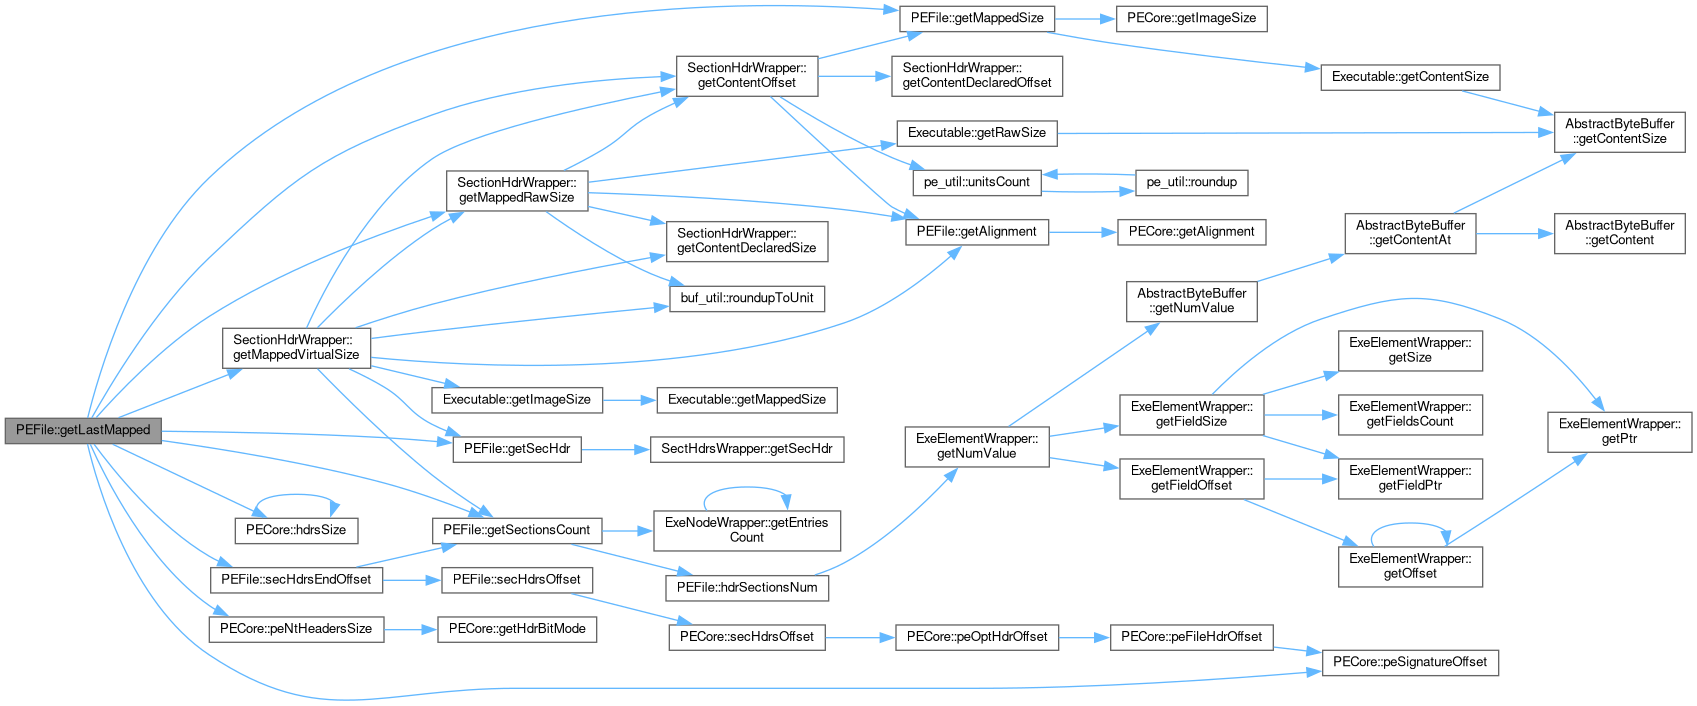 PEFile::getLastMapped
PEFile::getMappedSize
PECore::getImageSize
SectionHdrWrapper::
getContentOffset
SectionHdrWrapper::
getContentDeclaredOffset
Executable::getContentSize
AbstractByteBuffer
::getContentSize
Executable::getRawSize
pe_util::unitsCount
pe_util::roundup
SectionHdrWrapper::
getMappedRawSize
SectionHdrWrapper::
getContentDeclaredSize
PEFile::getAlignment
PECore::getAlignment
AbstractByteBuffer
::getContentAt
AbstractByteBuffer
::getContent
buf_util::roundupToUnit
AbstractByteBuffer
::getNumValue
SectionHdrWrapper::
getMappedVirtualSize
Executable::getImageSize
Executable::getMappedSize
ExeElementWrapper::
getSize
ExeElementWrapper::
getFieldSize
ExeElementWrapper::
getFieldsCount
ExeElementWrapper::
getPtr
PEFile::getSecHdr
SectHdrsWrapper::getSecHdr
ExeElementWrapper::
getNumValue
ExeElementWrapper::
getFieldOffset
ExeElementWrapper::
getFieldPtr
PECore::hdrsSize
PEFile::getSectionsCount
ExeNodeWrapper::getEntries
Count
ExeElementWrapper::
getOffset
PEFile::secHdrsEndOffset
PEFile::secHdrsOffset
PEFile::hdrSectionsNum
PECore::peNtHeadersSize
PECore::getHdrBitMode
PECore::secHdrsOffset
PECore::peOptHdrOffset
PECore::peFileHdrOffset
PECore::peSignatureOffset